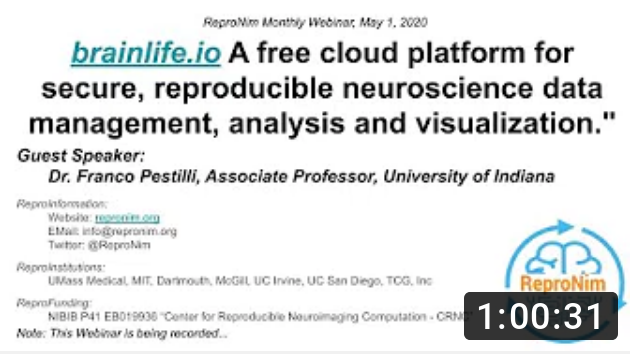 ReproNim Monthly Webinar, May 1, 2020
brainlife.io A free cloud platform for
secure, reproducible neuroscience data
management, analysis and visualization."
Guest Speaker:
Dr. Franco Pestilli, Associate Professor, University of Indiana
ReproInformation:
Website: repronim.org
EMail: info@repronim.org
Twitter: @ReproNim
ReproInstitutions:
UMass Medical, MIT, Dartmouth, McGill, UC Irvine, UC San Diego, TCG, Inc
ReproFunding:
NIBIB P41 EB019936 "Center for Reproducible Neuroimaging Computation - CRNC"
Note: This Webinar is being recorded...
ReproNim
1:00:31